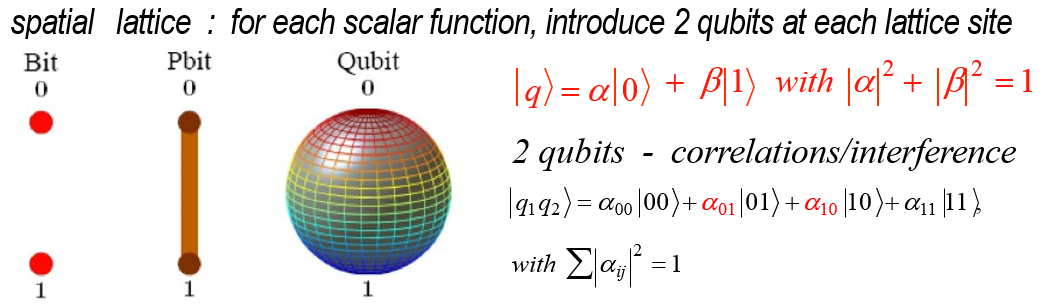 spatial lattice : for each scalar function, introduce 2 qubits at each lattice site
Bit Pbit Qubit
0 0 0
1 1 1
|q⟩ = α|0⟩ + β|1⟩ with |α|² + |β|² = 1
2 qubits - correlations/interference
|q₁q₂⟩ = α₀₀|00⟩ + α₀₁|01⟩ + α₁₀|10⟩ + α₁₁|11⟩,
with ∑|αᵢⱼ|² = 1